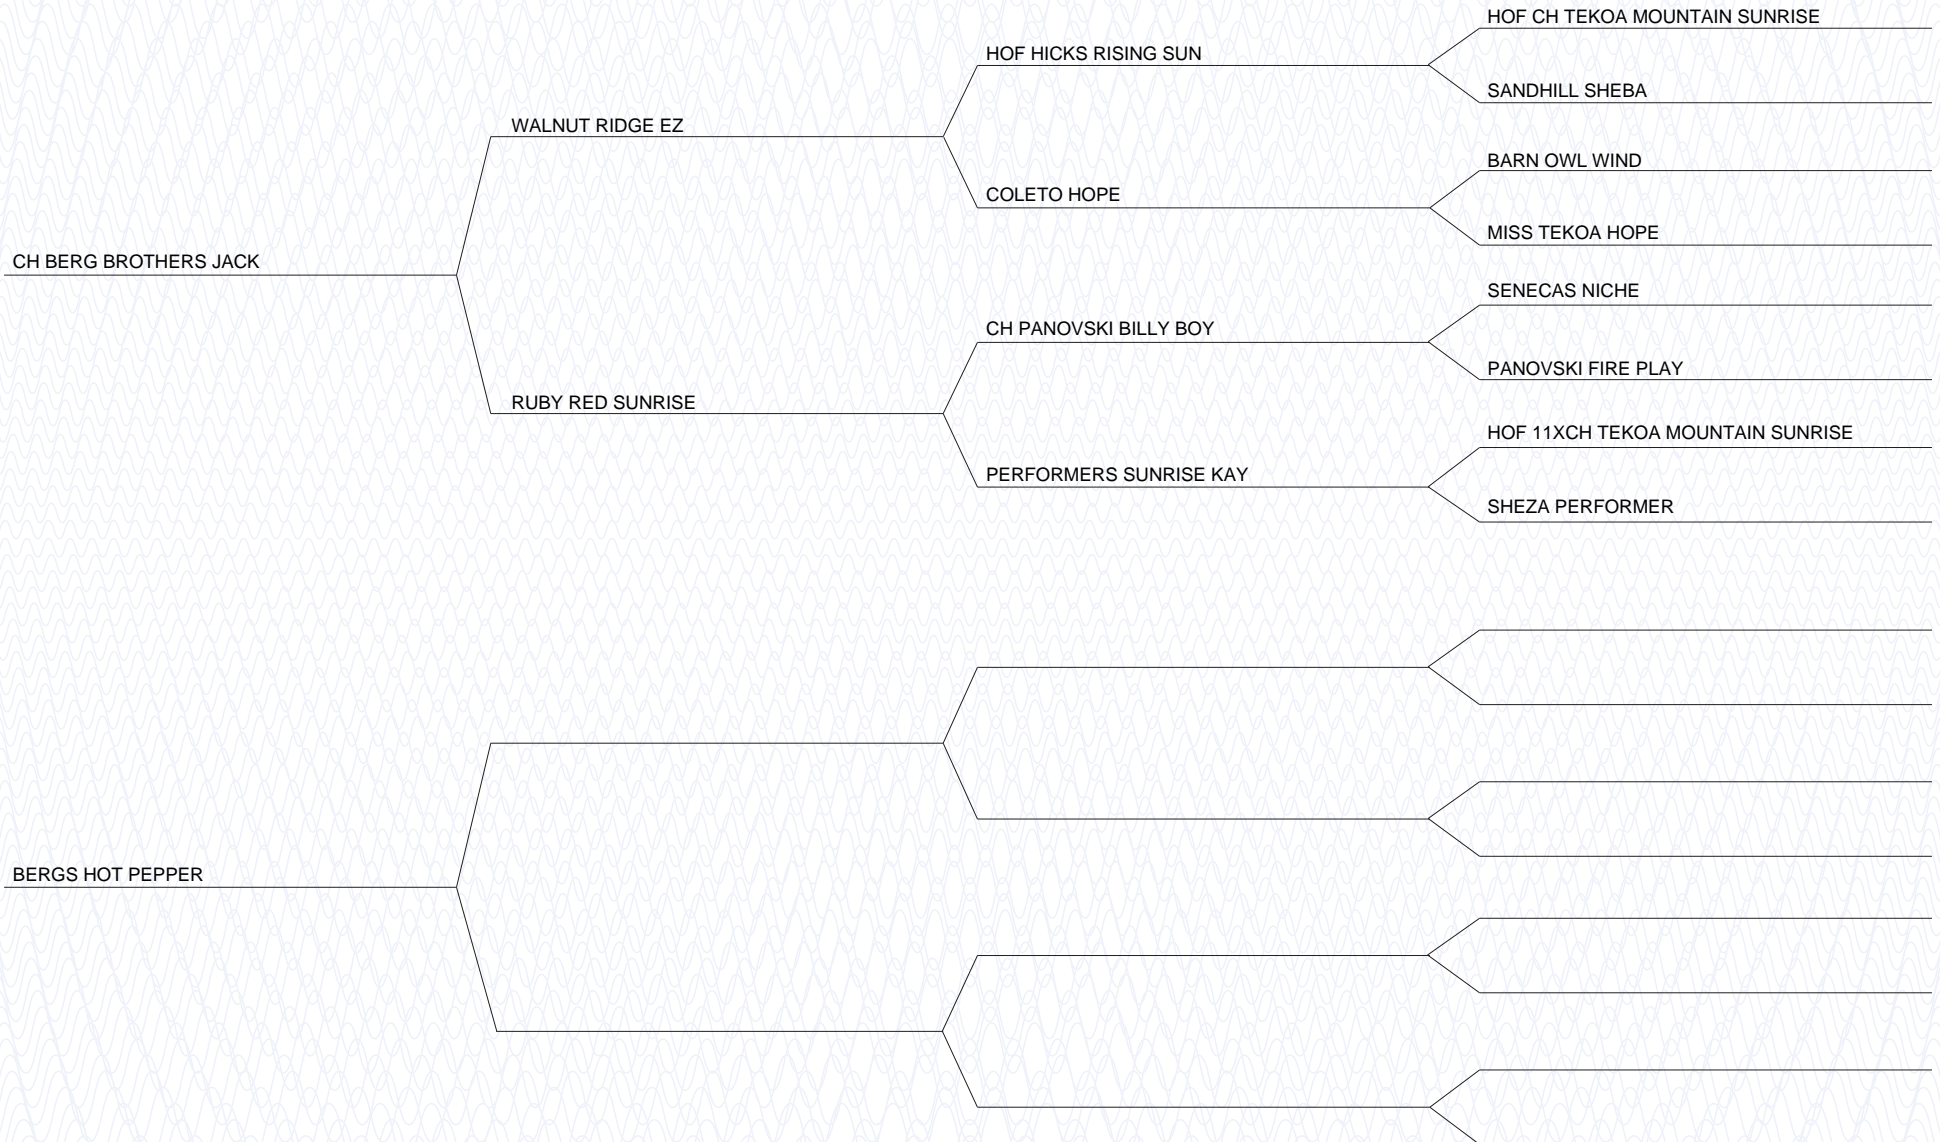 HOF CH TEKOA MOUNTAIN SUNRISE
HOF HICKS RISING SUN
SANDHILL SHEBA
WALNUT RIDGE EZ
BARN OWL WIND
COLETO HOPE
MISS TEKOA HOPE
CH BERG BROTHERS JACK
SENECAS NICHE
CH PANOVSKI BILLY BOY
PANOVSKI FIRE PLAY
RUBY RED SUNRISE
HOF 11XCH TEKOA MOUNTAIN SUNRISE
PERFORMERS SUNRISE KAY
SHEZA PERFORMER
BERGS HOT PEPPER